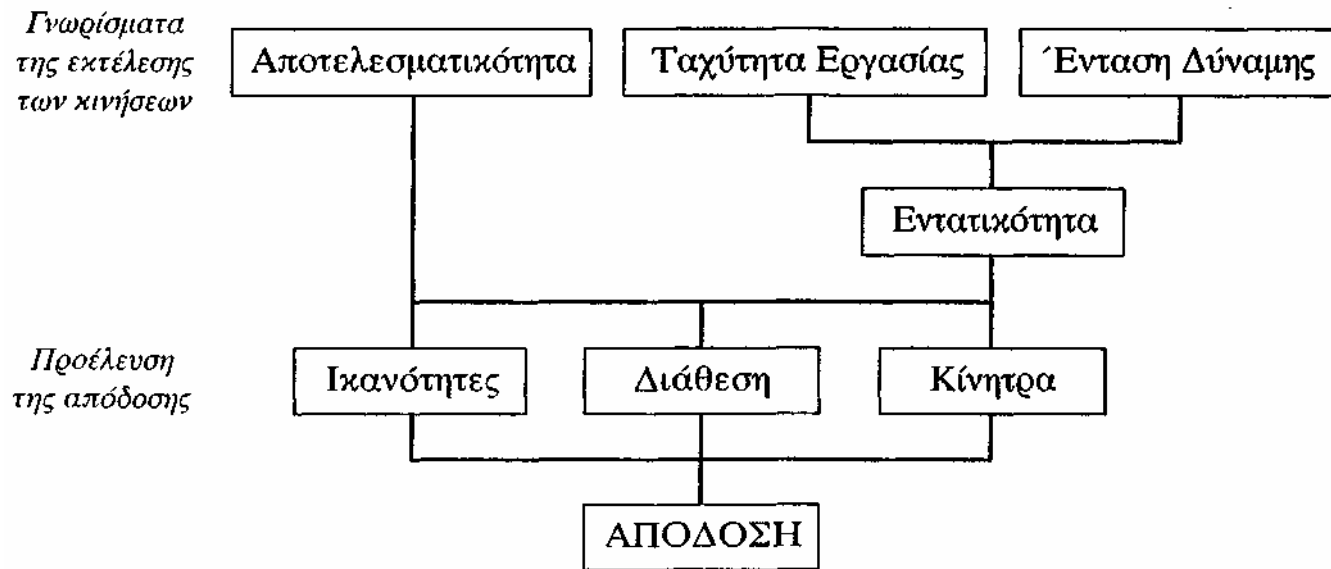 Γνωρίσματα
της εκτέλεσης
των κινήσεων
Αποτελεσματικότητα
Ταχύτητα Εργασίας
Ένταση Δύναμης
Εντατικότητα
Προέλευση
της απόδοσης
Ικανότητες
Διάθεση
Κίνητρα
ΑΠΟΔΟΣΗ